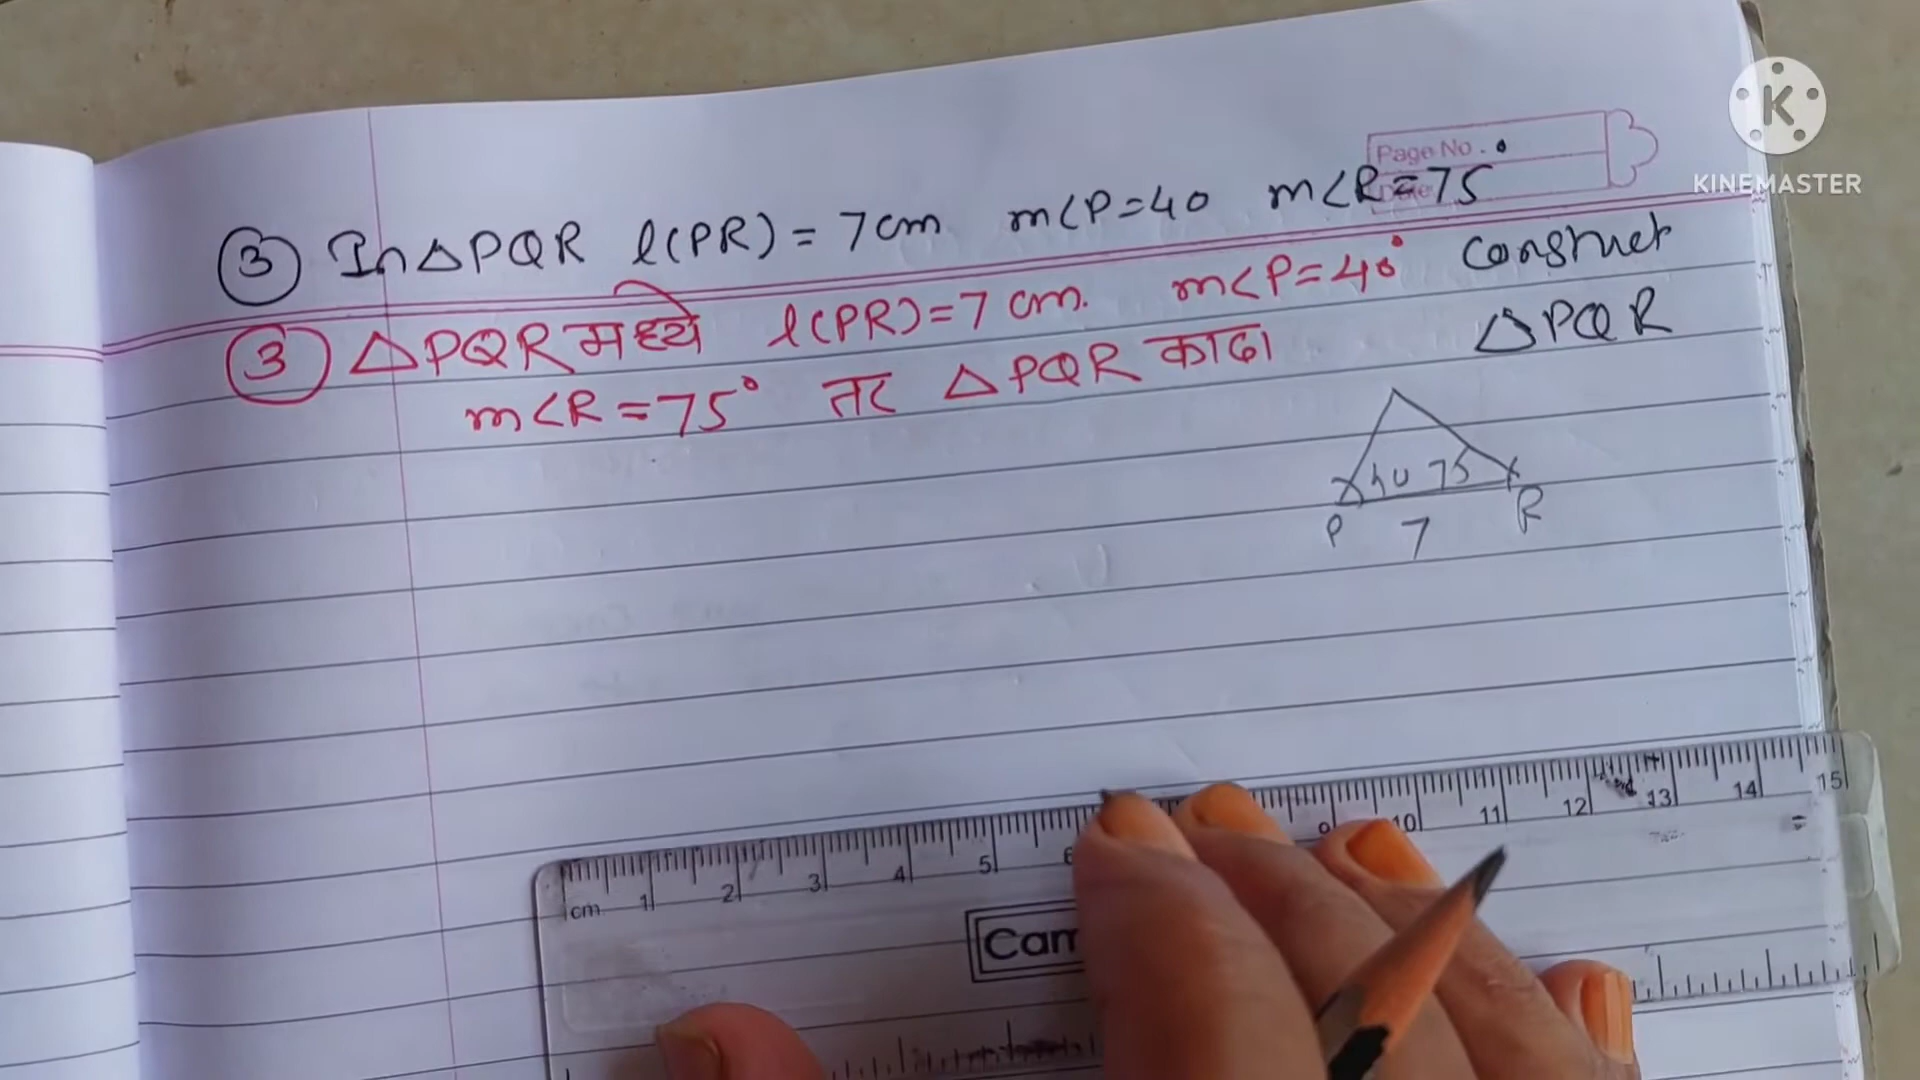 Page No.
③ In △PQR l(PR) = 7cm m∠P=40 m∠R=75
construct
△PQR
③ △PQR मध्ये l(PR)=7 cm. m∠P=40°
m∠R=75° तर △PQR काढा
40 75
P 7 R
KINEMASTER
cm 1 2 3 4 5 6 9 10 11 12 13 14 15
Cam